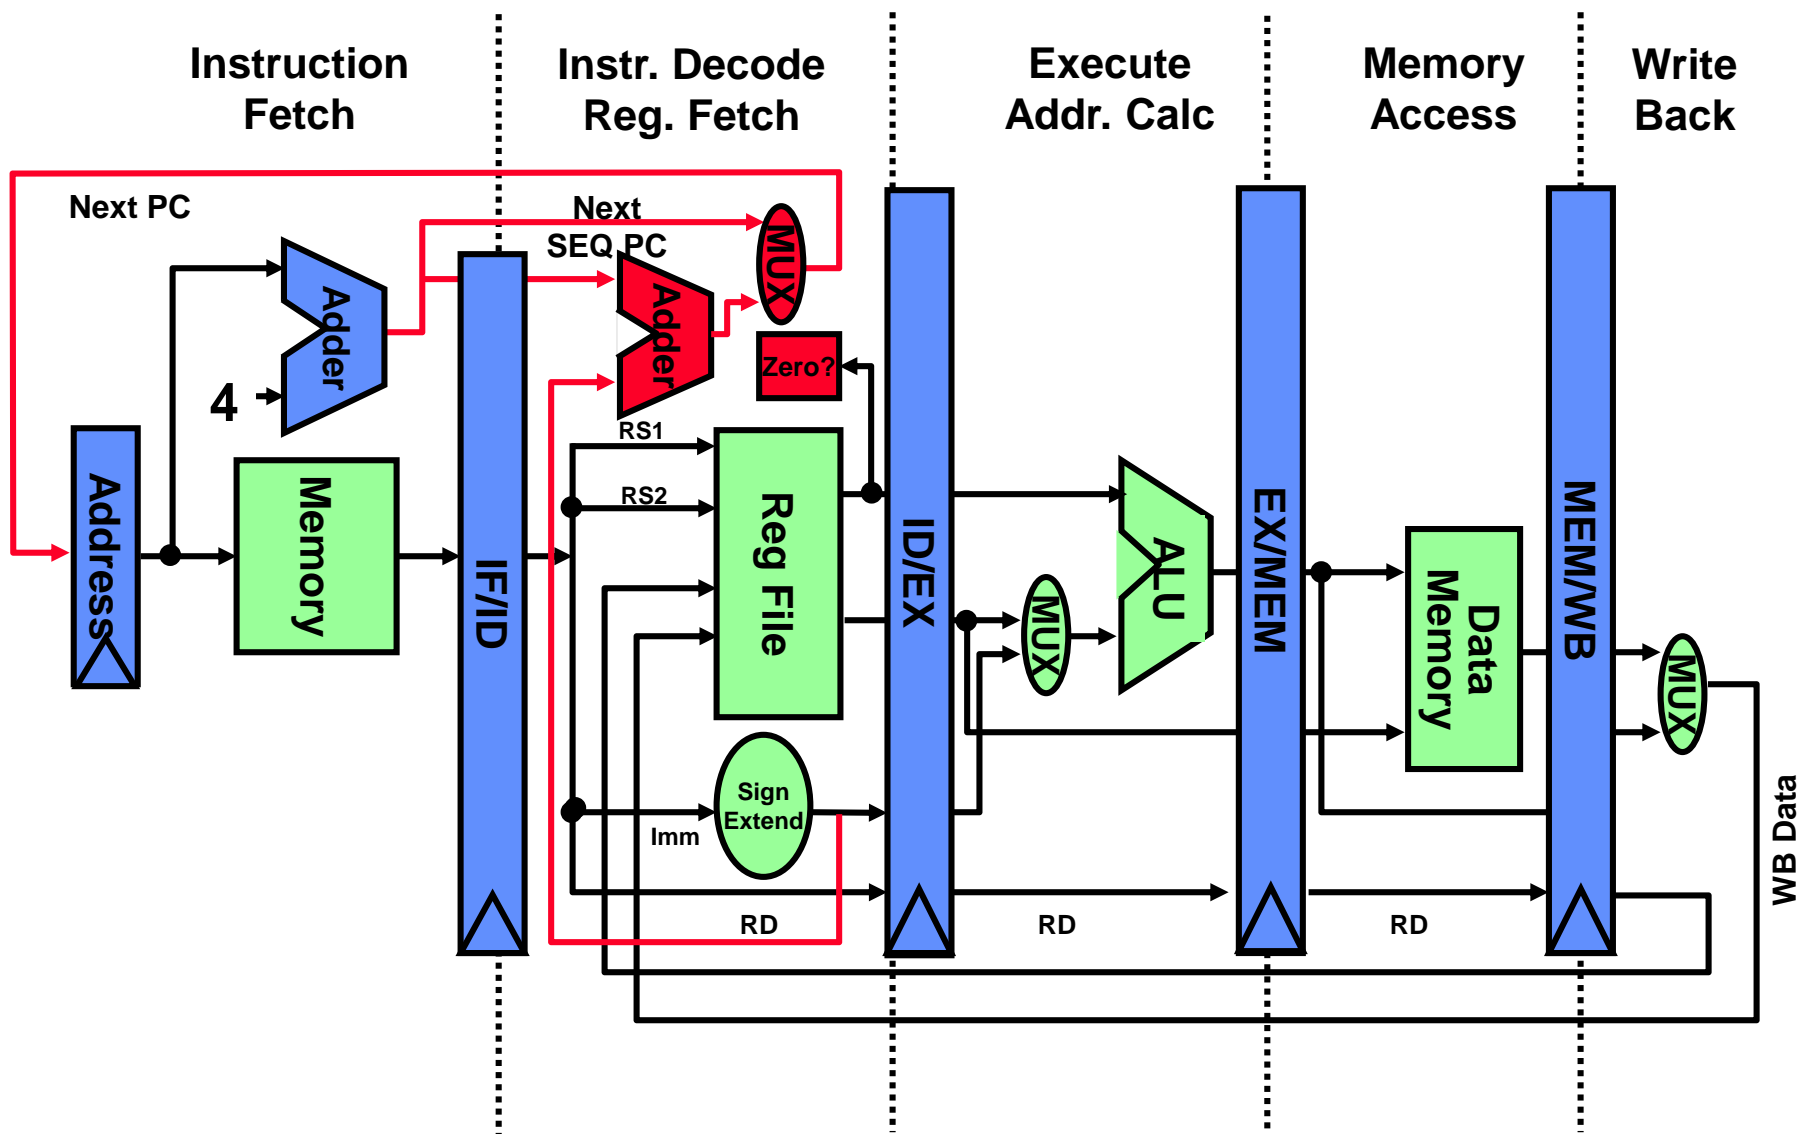 Instruction
Fetch
Instr. Decode
Reg. Fetch
Execute
Addr. Calc
Memory
Access
Write
Back
Next PC
Next
SEQ PC
MUX
Adder
Adder
Zero?
4
RS1
Address
Memory
IF/ID
RS2
Reg File
ID/EX
MUX
ALU
EX/MEM
Data
Memory
MEM/WB
MUX
Sign
Extend
Imm
WB Data
RD
RD
RD